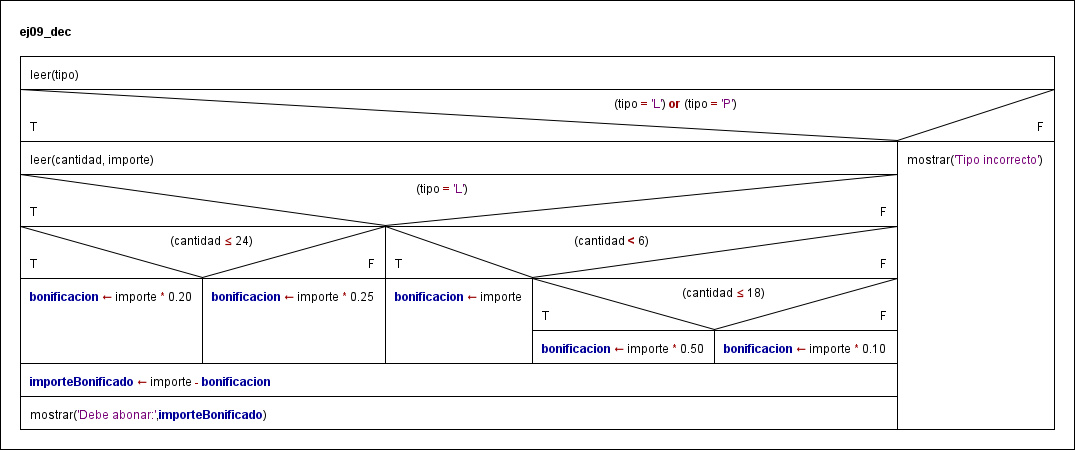 ej09_dec
leer(tipo)
(tipo = 'L') or (tipo = 'P')
T F
leer(cantidad, importe) mostrar('Tipo incorrecto')
(tipo = 'L')
T F
(cantidad ≤ 24) (cantidad < 6)
T F T F
bonificacion ← importe * 0.20 bonificacion ← importe * 0.25 bonificacion ← importe (cantidad ≤ 18)
T F
bonificacion ← importe * 0.50 bonificacion ← importe * 0.10
importeBonificado ← importe - bonificacion
mostrar('Debe abonar:',importeBonificado)